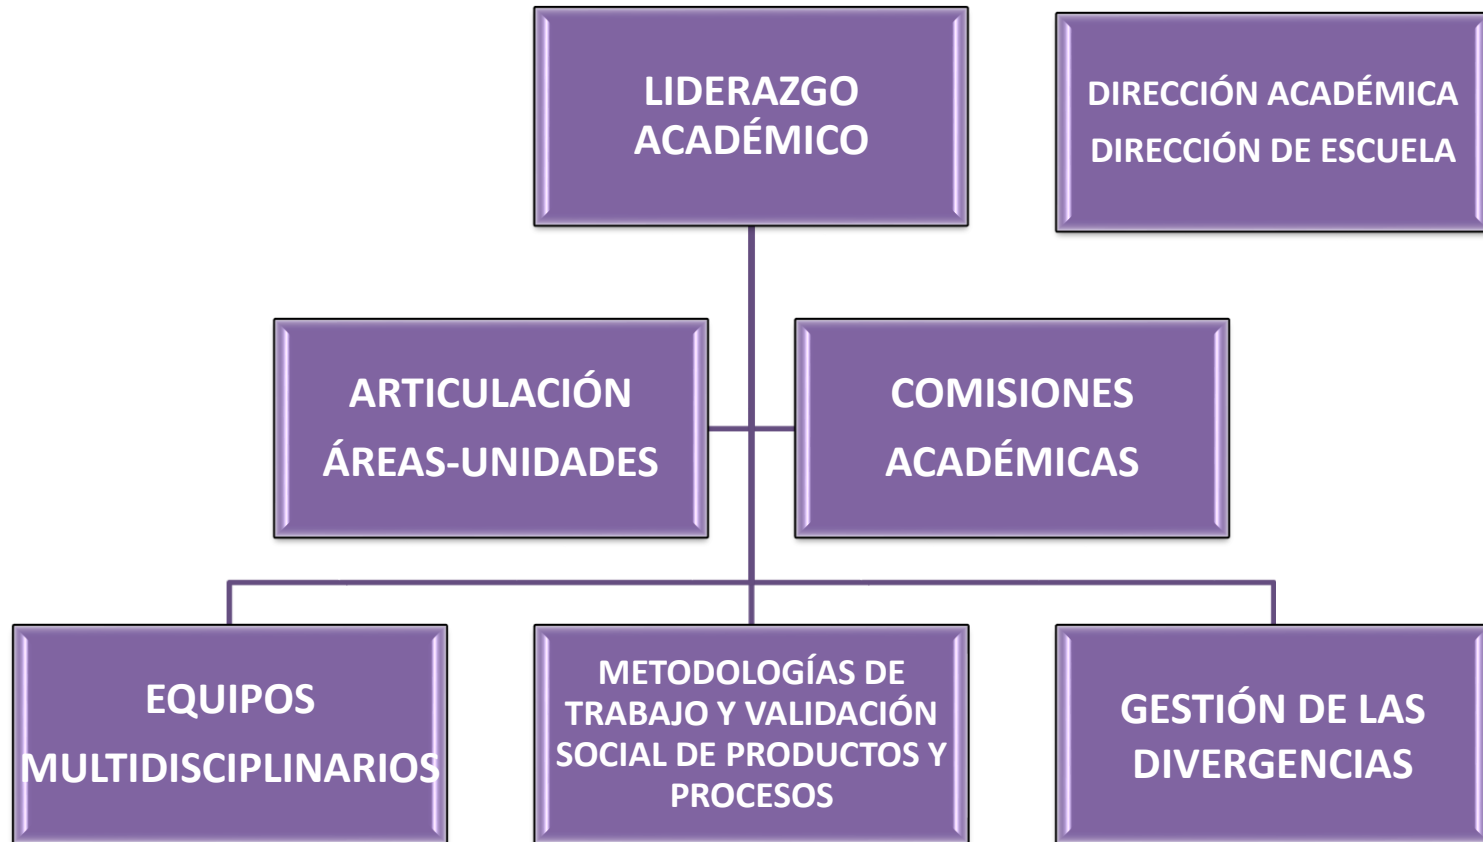 LIDERAZGO
ACADÉMICO
DIRECCIÓN ACADÉMICA
DIRECCIÓN DE ESCUELA
ARTICULACIÓN
ÁREAS-UNIDADES
COMISIONES
ACADÉMICAS
EQUIPOS
MULTIDISCIPLINARIOS
METODOLOGÍAS DE
TRABAJO Y VALIDACIÓN
SOCIAL DE PRODUCTOS Y
PROCESOS
GESTIÓN DE LAS
DIVERGENCIAS